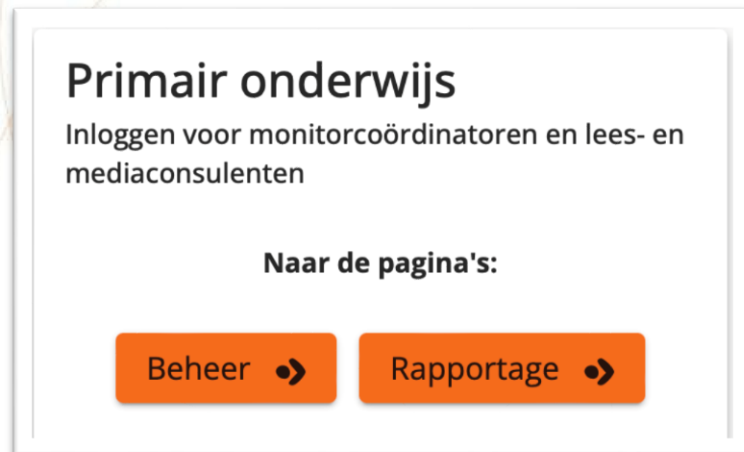 Primair onderwijs
Inloggen voor monitorcoördinatoren en lees- en
mediaconsulenten
Naar de pagina's:
Beheer
Rapportage